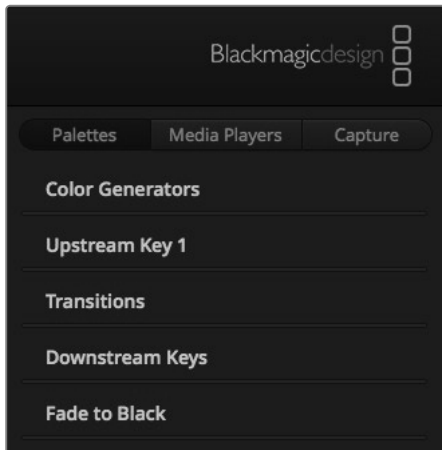 Blackmagicdesign
Palettes Media Players Capture
Color Generators
Upstream Key 1
Transitions
Downstream Keys
Fade to Black